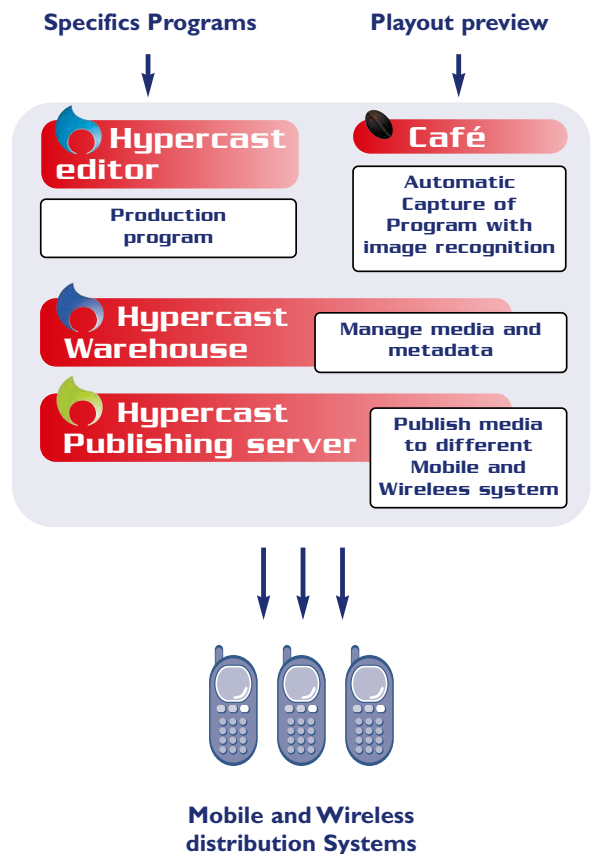 Specifics Programs
Playout preview
Hypercast
editor
Production
program
Café
Automatic
Capture of
Program with
image recognition
Hypercast
Warehouse
Manage media and
metadata
Hypercast
Publishing server
Publish media
to different
Mobile and
Wirelees system
Mobile and Wireless
distribution Systems